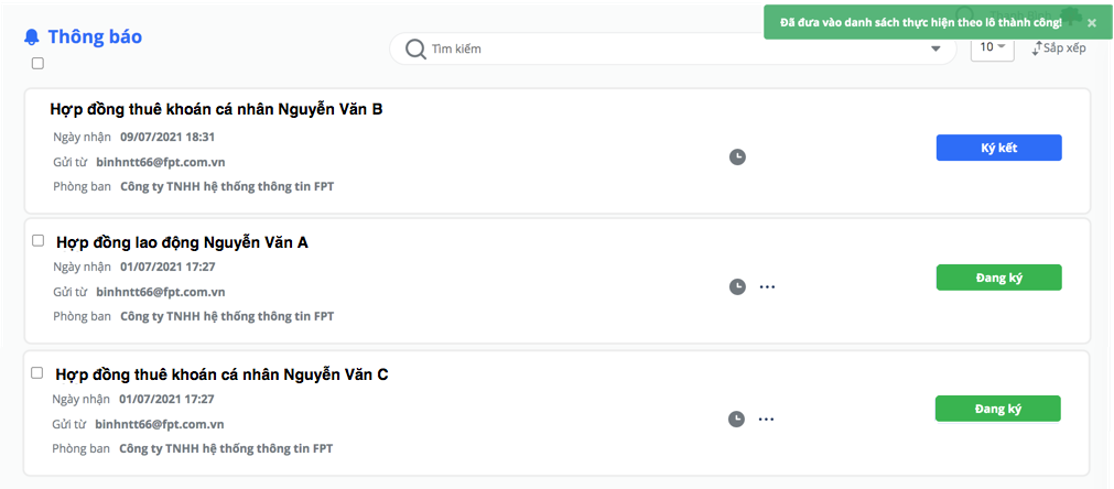 Đã đưa vào danh sách thực hiện theo lô thành công! ×
Thông báo
Tìm kiếm
10
Sắp xếp
Hợp đồng thuê khoán cá nhân Nguyễn Văn B
Ngày nhận 09/07/2021 18:31
Gửi từ binhntt66@fpt.com.vn
Phòng ban Công ty TNHH hệ thống thông tin FPT
Ký kết
Hợp đồng lao động Nguyễn Văn A
Ngày nhận 01/07/2021 17:27
Gửi từ binhntt66@fpt.com.vn
Phòng ban Công ty TNHH hệ thống thông tin FPT
Đang ký
Hợp đồng thuê khoán cá nhân Nguyễn Văn C
Ngày nhận 01/07/2021 17:27
Gửi từ binhntt66@fpt.com.vn
Phòng ban Công ty TNHH hệ thống thông tin FPT
Đang ký